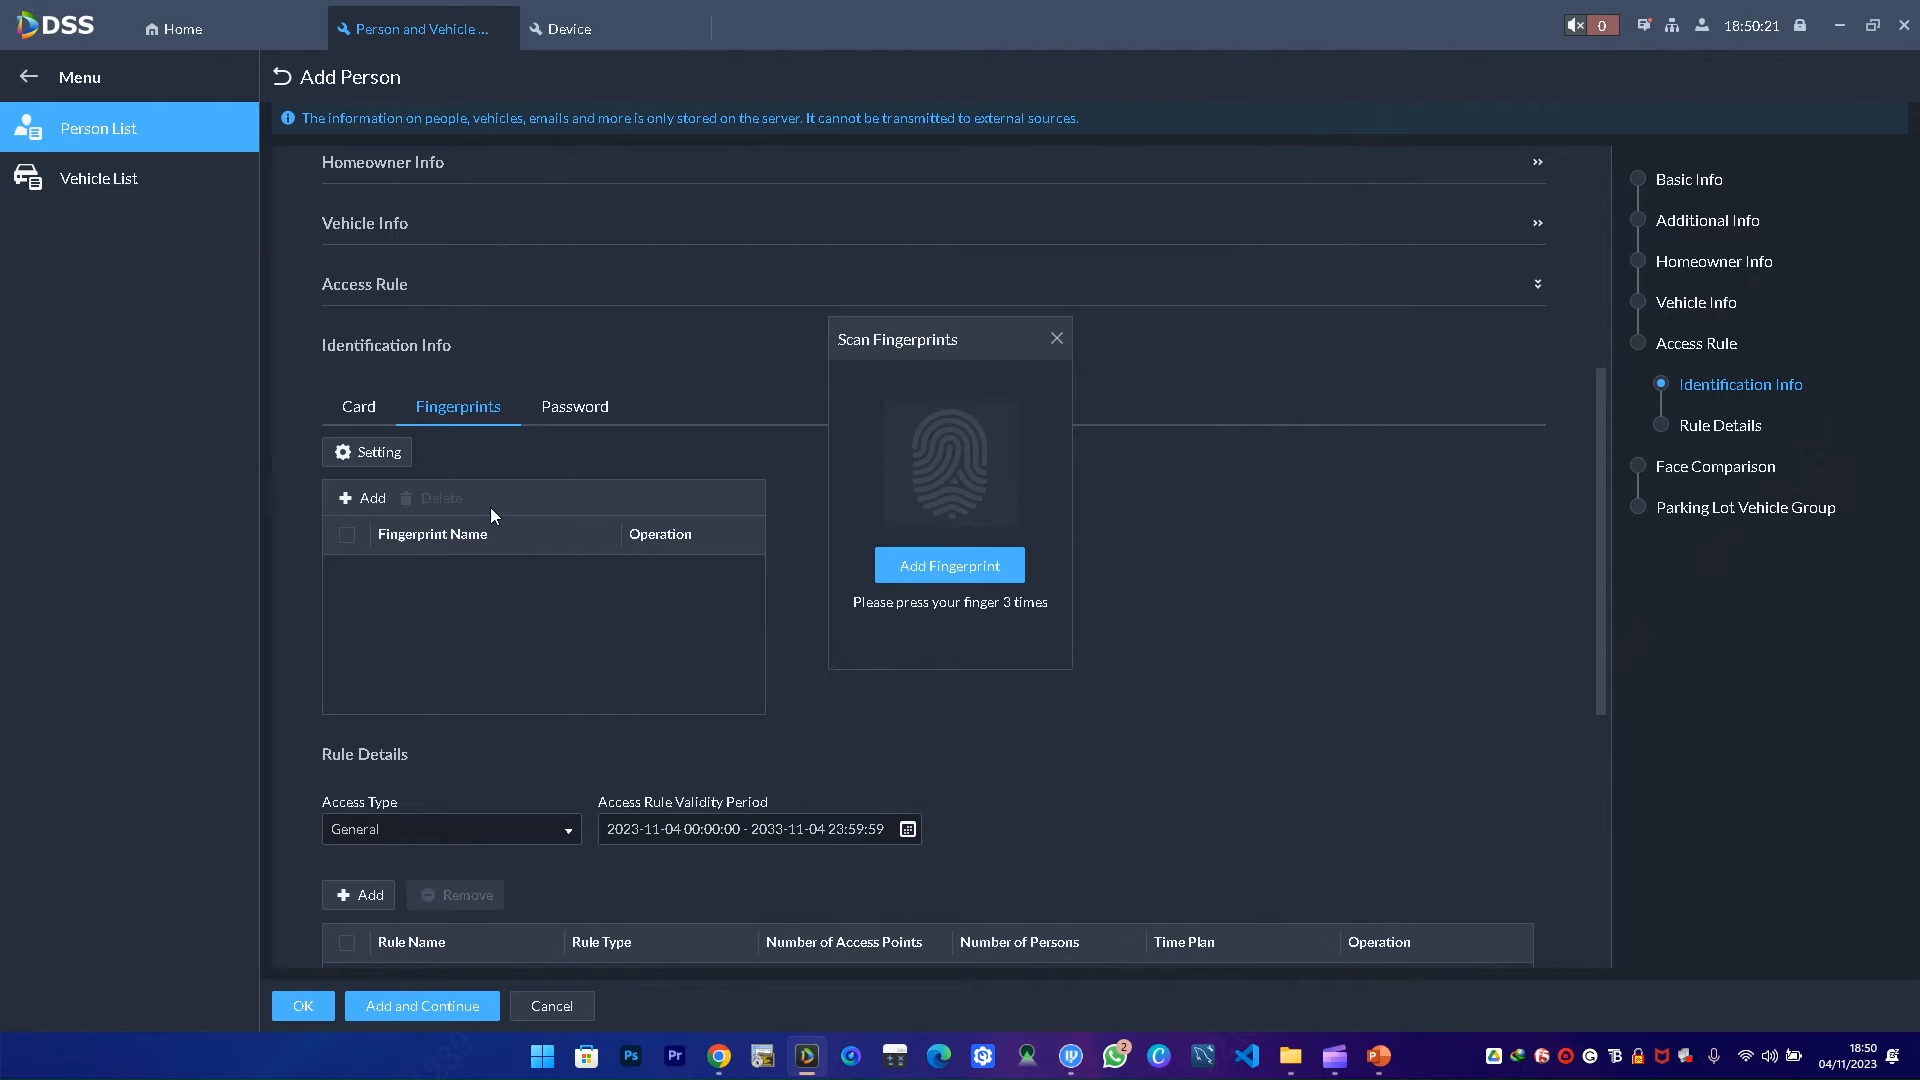 DSS
Home
Person and Vehicle ...
Device
0
18:50:21
Menu
Add Person
Person List
The information on people, vehicles, emails and more is only stored on the server. It cannot be transmitted to external sources.
Vehicle List
Homeowner Info
Vehicle Info
Access Rule
Identification Info
Card
Fingerprints
Password
Setting
Add
Delete
Fingerprint Name
Operation
Scan Fingerprints
Add Fingerprint
Please press your finger 3 times
Rule Details
Access Type
Access Rule Validity Period
General
2023-11-04 00:00:00 - 2033-11-04 23:59:59
Add
Remove
Rule Name
Rule Type
Number of Access Points
Number of Persons
Time Plan
Operation
OK
Add and Continue
Cancel
Basic Info
Additional Info
Homeowner Info
Vehicle Info
Access Rule
Identification Info
Rule Details
Face Comparison
Parking Lot Vehicle Group
Ps
Pr
2
18:50
04/11/2023